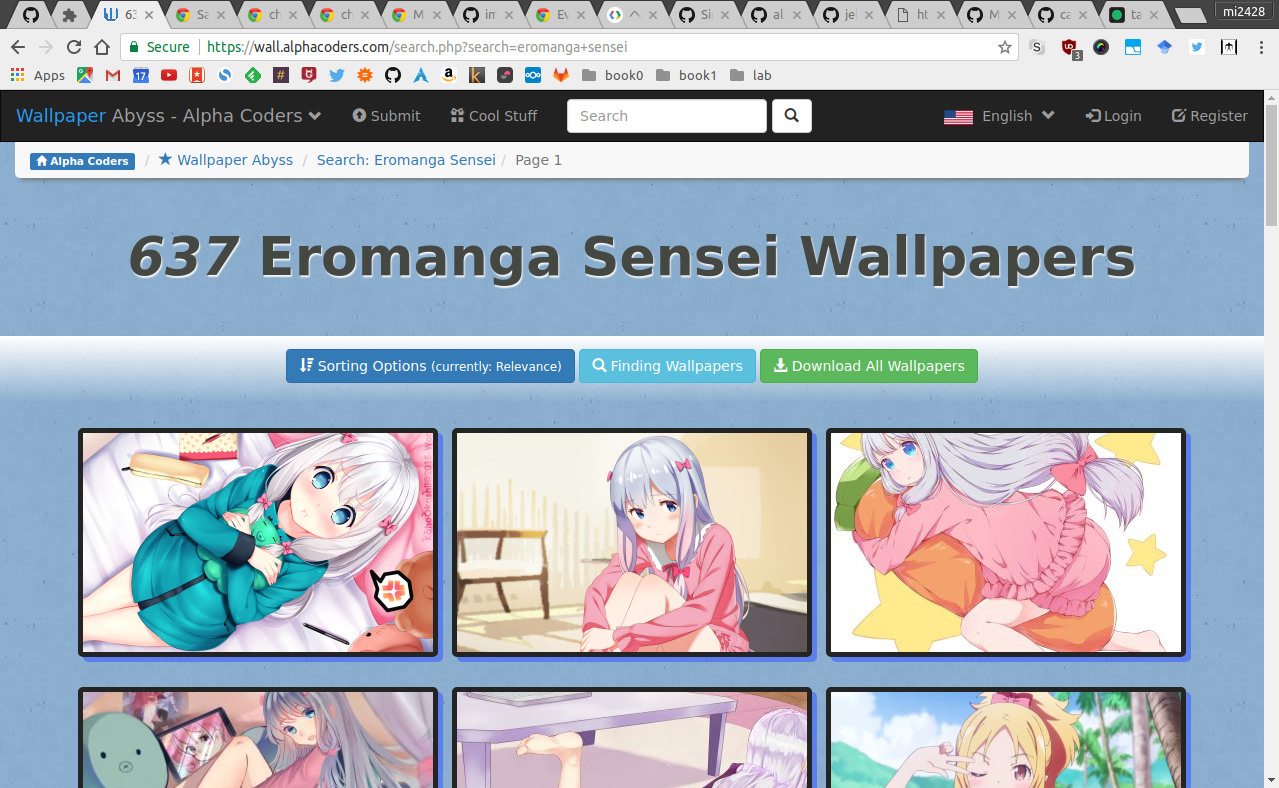 63 Sa ch ch M im Ev ^ Si al jel ht M ca ta mi2428
Secure https://wall.alphacoders.com/search.php?search=eromanga+sensei S 3
Apps 17 # a k book0 book1 lab
Wallpaper Abyss - Alpha Coders Submit Cool Stuff Search English Login Register
Alpha Coders / Wallpaper Abyss / Search: Eromanga Sensei / Page 1
637 Eromanga Sensei Wallpapers
Sorting Options (currently: Relevance) Finding Wallpapers Download All Wallpapers